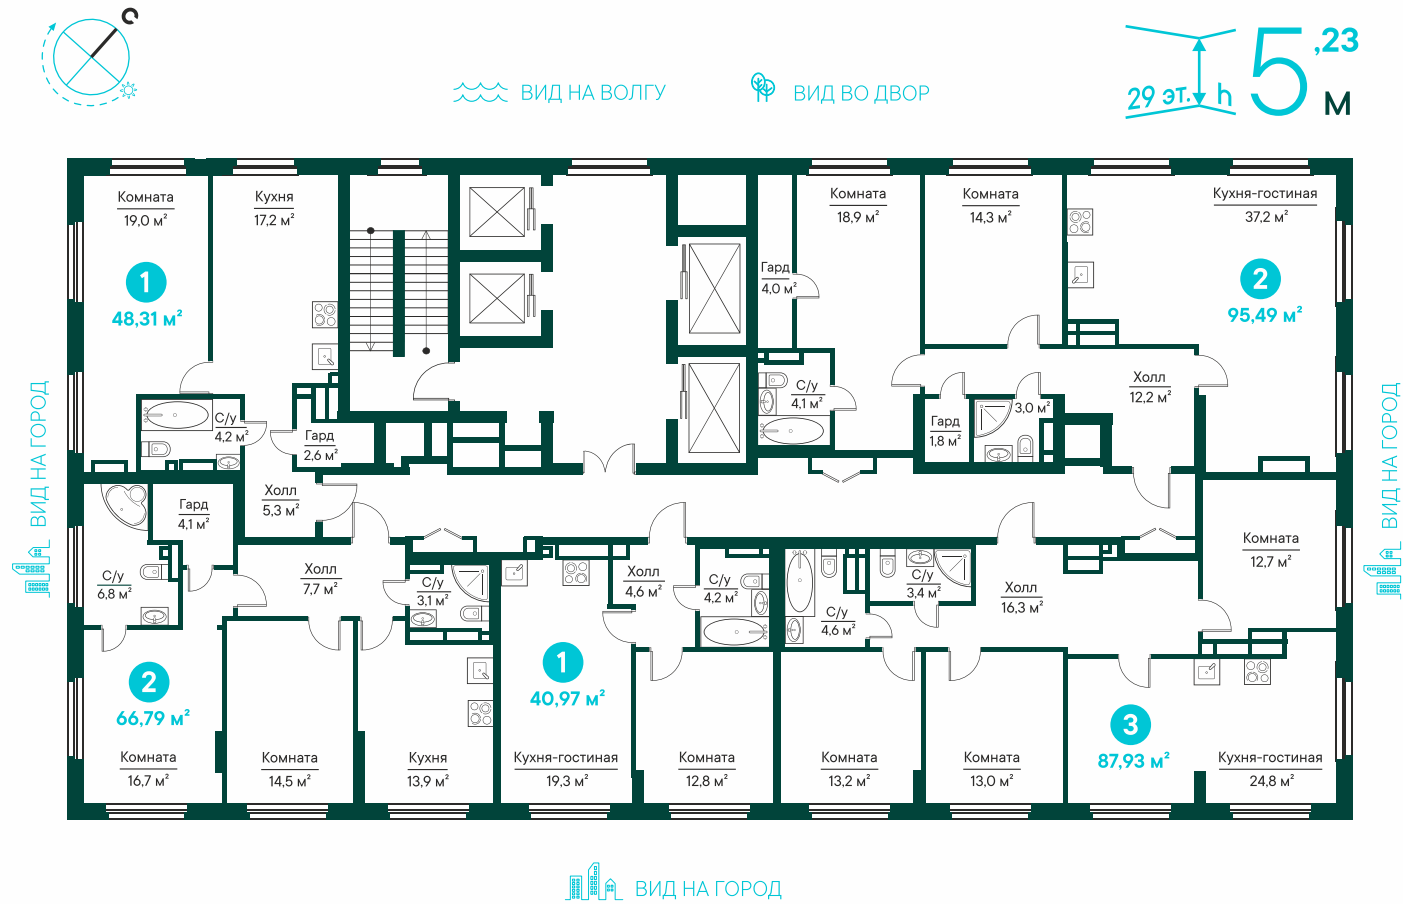 С
ВИД НА ВОЛГУ
ВИД ВО ДВОР
29 эт. h 5,23 м
Комната
19,0 м²
1
48,31 м²
Кухня
17,2 м²
С/у
4,2 м²
Гард
2,6 м²
Холл
5,3 м²
Гард
4,0 м²
Комната
18,9 м²
С/у
4,1 м²
Комната
14,3 м²
Кухня-гостиная
37,2 м²
2
95,49 м²
Холл
12,2 м²
Гард
1,8 м²
3,0 м²
ВИД НА ГОРОД
ВИД НА ГОРОД
Гард
4,1 м²
С/у
6,8 м²
Холл
7,7 м²
С/у
3,1 м²
2
66,79 м²
Комната
16,7 м²
Комната
14,5 м²
Кухня
13,9 м²
Холл
4,6 м²
С/у
4,2 м²
1
40,97 м²
Кухня-гостиная
19,3 м²
Комната
12,8 м²
С/у
4,6 м²
С/у
3,4 м²
Холл
16,3 м²
Комната
12,7 м²
Комната
13,2 м²
Комната
13,0 м²
3
87,93 м²
Кухня-гостиная
24,8 м²
ВИД НА ГОРОД